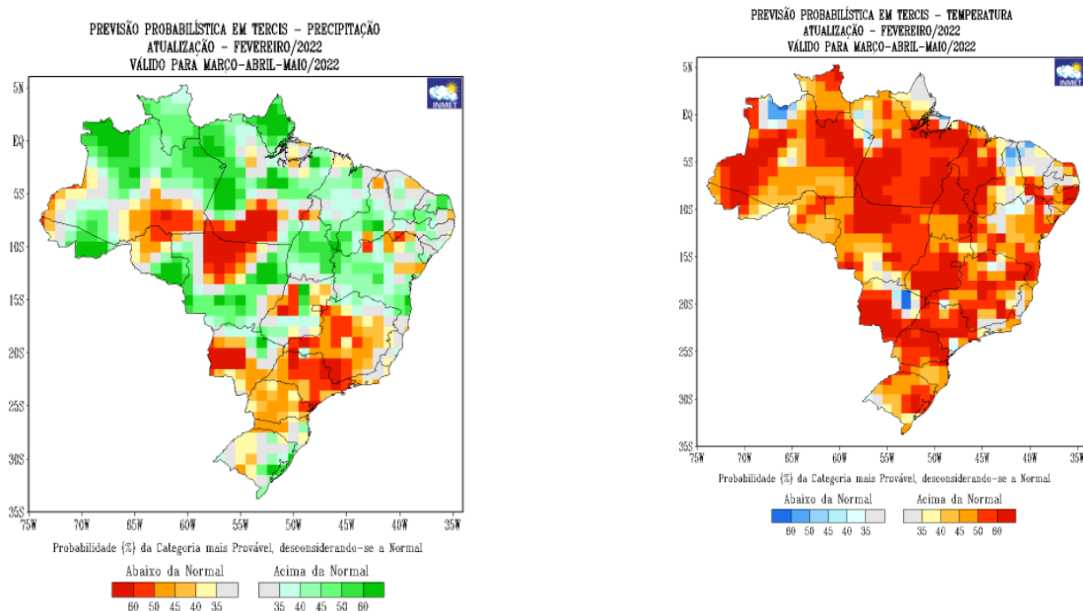 PREVISÃO PROBABILÍSTICA EM TERCIS - PRECIPITAÇÃO
ATUALIZAÇÃO - FEVEREIRO/2022
VÁLIDO PARA MARÇO-ABRIL-MAIO/2022
INMET
5N
EQ
5S
10S
15S
20S
25S
30S
35S
75W 70W 65W 60W 55W 50W 45W 40W 35W
Probabilidade (%) da Categoria mais Provável, desconsiderando-se a Normal
Abaixo da Normal Acima da Normal
60 50 45 40 35 35 40 45 50 60
PREVISÃO PROBABILÍSTICA EM TERCIS - TEMPERATURA
ATUALIZAÇÃO - FEVEREIRO/2022
VÁLIDO PARA MARÇO-ABRIL-MAIO/2022
INMET
5N
EQ
5S
10S
15S
20S
25S
30S
35S
75W 70W 65W 60W 55W 50W 45W 40W 35W
Probabilidade (%) da Categoria mais Provável, desconsiderando-se a Normal
Abaixo da Normal Acima da Normal
60 50 45 40 35 35 40 45 50 60